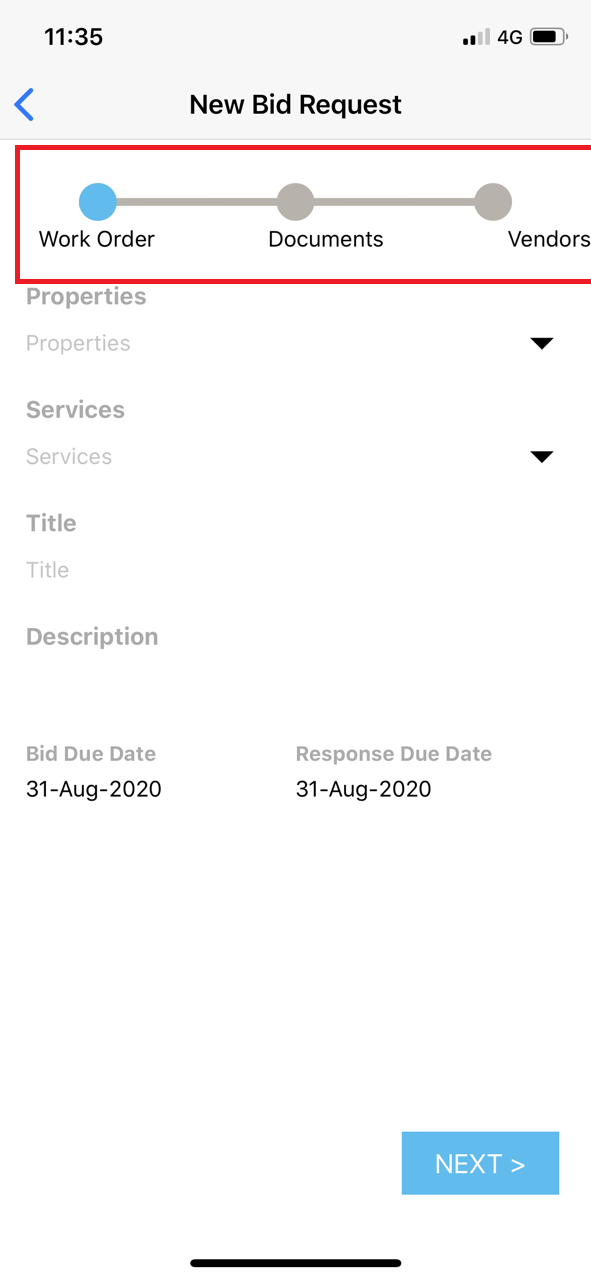 11:35 4G
New Bid Request
Work Order Documents Vendors
Properties
Properties
Services
Services
Title
Title
Description
Bid Due Date Response Due Date
31-Aug-2020 31-Aug-2020
NEXT >